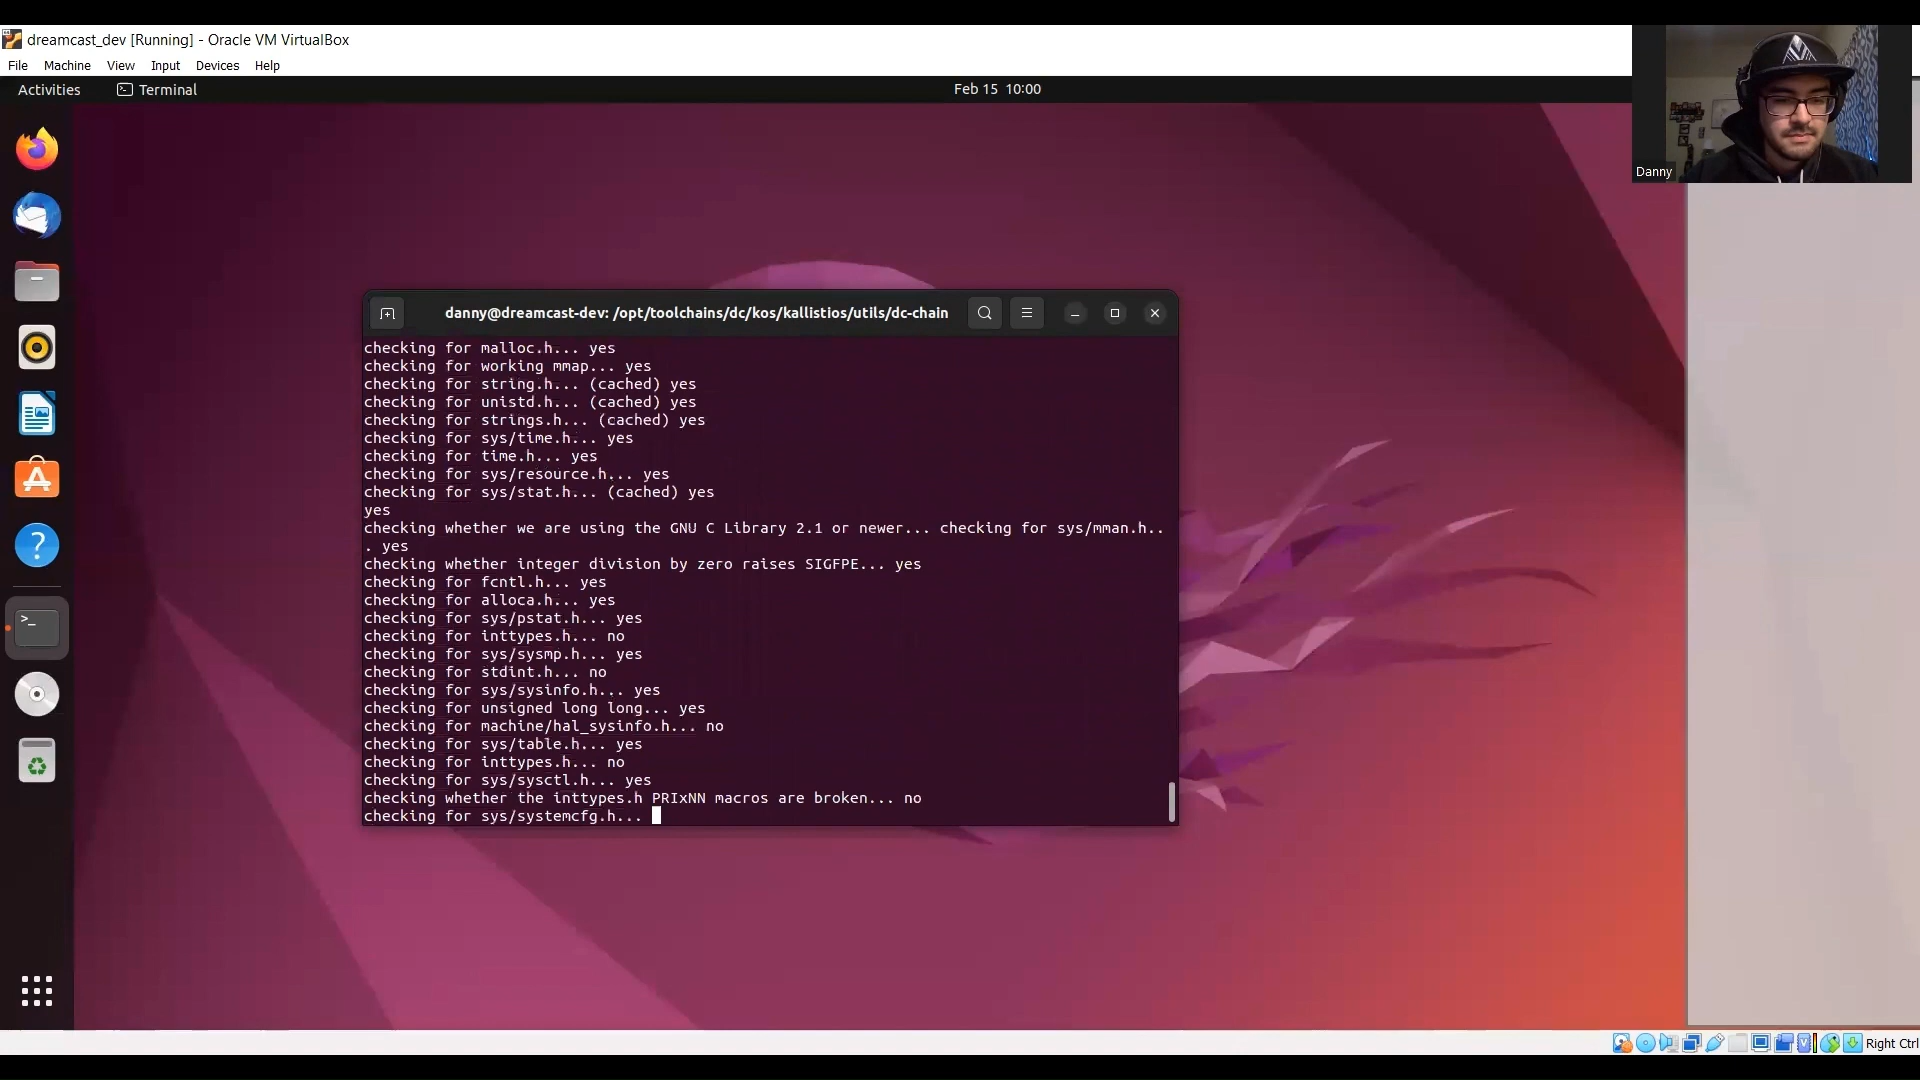 dreamcast_dev [Running] - Oracle VM VirtualBox
File Machine View Input Devices Help
Activities Terminal Feb 15 10:00
Danny
danny@dreamcast-dev: /opt/toolchains/dc/kos/kallistios/utils/dc-chain
checking for malloc.h... yes
checking for working mmap... yes
checking for string.h... (cached) yes
checking for unistd.h... (cached) yes
checking for strings.h... (cached) yes
checking for sys/time.h... yes
checking for time.h... yes
checking for sys/resource.h... yes
checking for sys/stat.h... (cached) yes
yes
checking whether we are using the GNU C Library 2.1 or newer... checking for sys/mman.h..
. yes
checking whether integer division by zero raises SIGFPE... yes
checking for fcntl.h... yes
checking for alloca.h... yes
checking for sys/pstat.h... yes
checking for inttypes.h... no
checking for sys/sysmp.h... yes
checking for stdint.h... no
checking for sys/sysinfo.h... yes
checking for unsigned long long... yes
checking for machine/hal_sysinfo.h... no
checking for sys/table.h... yes
checking for inttypes.h... no
checking for sys/sysctl.h... yes
checking whether the inttypes.h PRIxNN macros are broken... no
checking for sys/systemcfg.h...
Right Ctrl